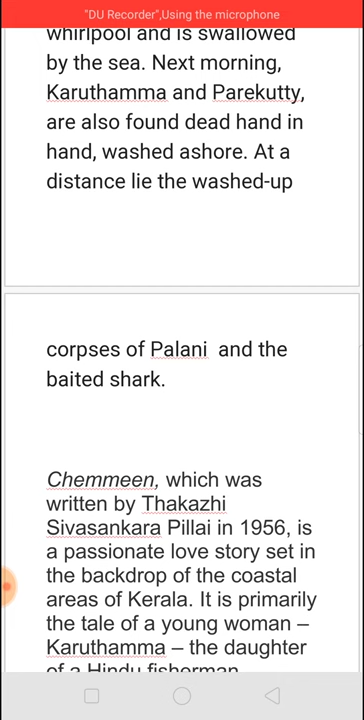 "DU Recorder",Using the microphone
whirlpool and is swallowed
by the sea. Next morning,
Karuthamma and Parekutty,
are also found dead hand in
hand, washed ashore. At a
distance lie the washed-up
corpses of Palani  and the
baited shark.
Chemmeen, which was
written by Thakazhi
Sivasankara Pillai in 1956, is
a passionate love story set in
the backdrop of the coastal
areas of Kerala. It is primarily
the tale of a young woman –
Karuthamma – the daughter
of a Hindu fisherman